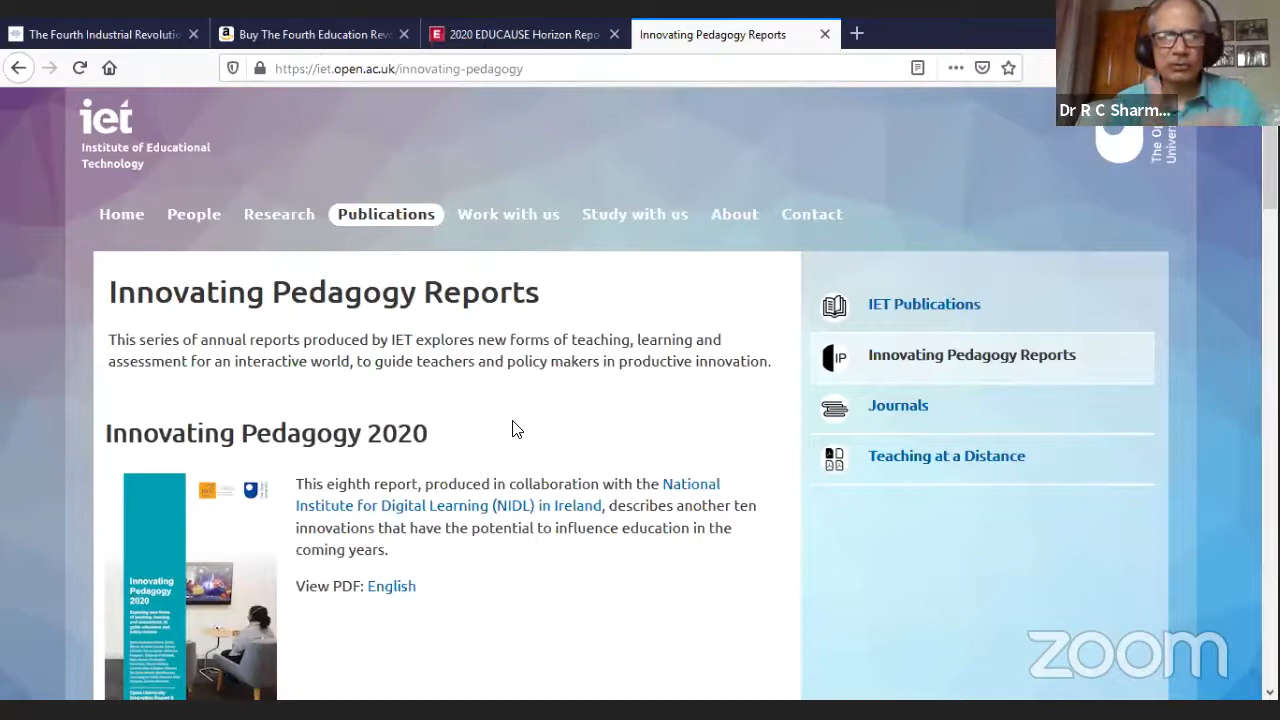 The Fourth Industrial Revolutio
Buy The Fourth Education Revo
2020 EDUCAUSE Horizon Repo
Innovating Pedagogy Reports
https://iet.open.ac.uk/innovating-pedagogy
Dr R C Sharm...
iet
Institute of Educational
Technology
The Op
Univers
Home People Research Publications Work with us Study with us About Contact
Innovating Pedagogy Reports
This series of annual reports produced by IET explores new forms of teaching, learning and
assessment for an interactive world, to guide teachers and policy makers in productive innovation.
Innovating Pedagogy 2020
Innovating
Pedagogy
2020
This eighth report, produced in collaboration with the National
Institute for Digital Learning (NIDL) in Ireland, describes another ten
innovations that have the potential to influence education in the
coming years.
View PDF: English
IET Publications
IP Innovating Pedagogy Reports
Journals
Teaching at a Distance
zoom